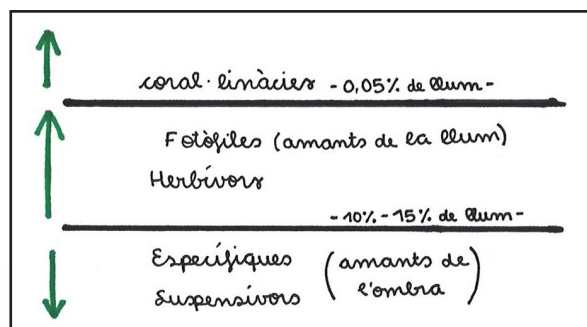 coral·linàcies -0,05% de llum-
Fotòfiles (amants de la llum)
Herbívors
-10%-15% de llum-
Específiques (amants de
Suspensívors l'ombra)